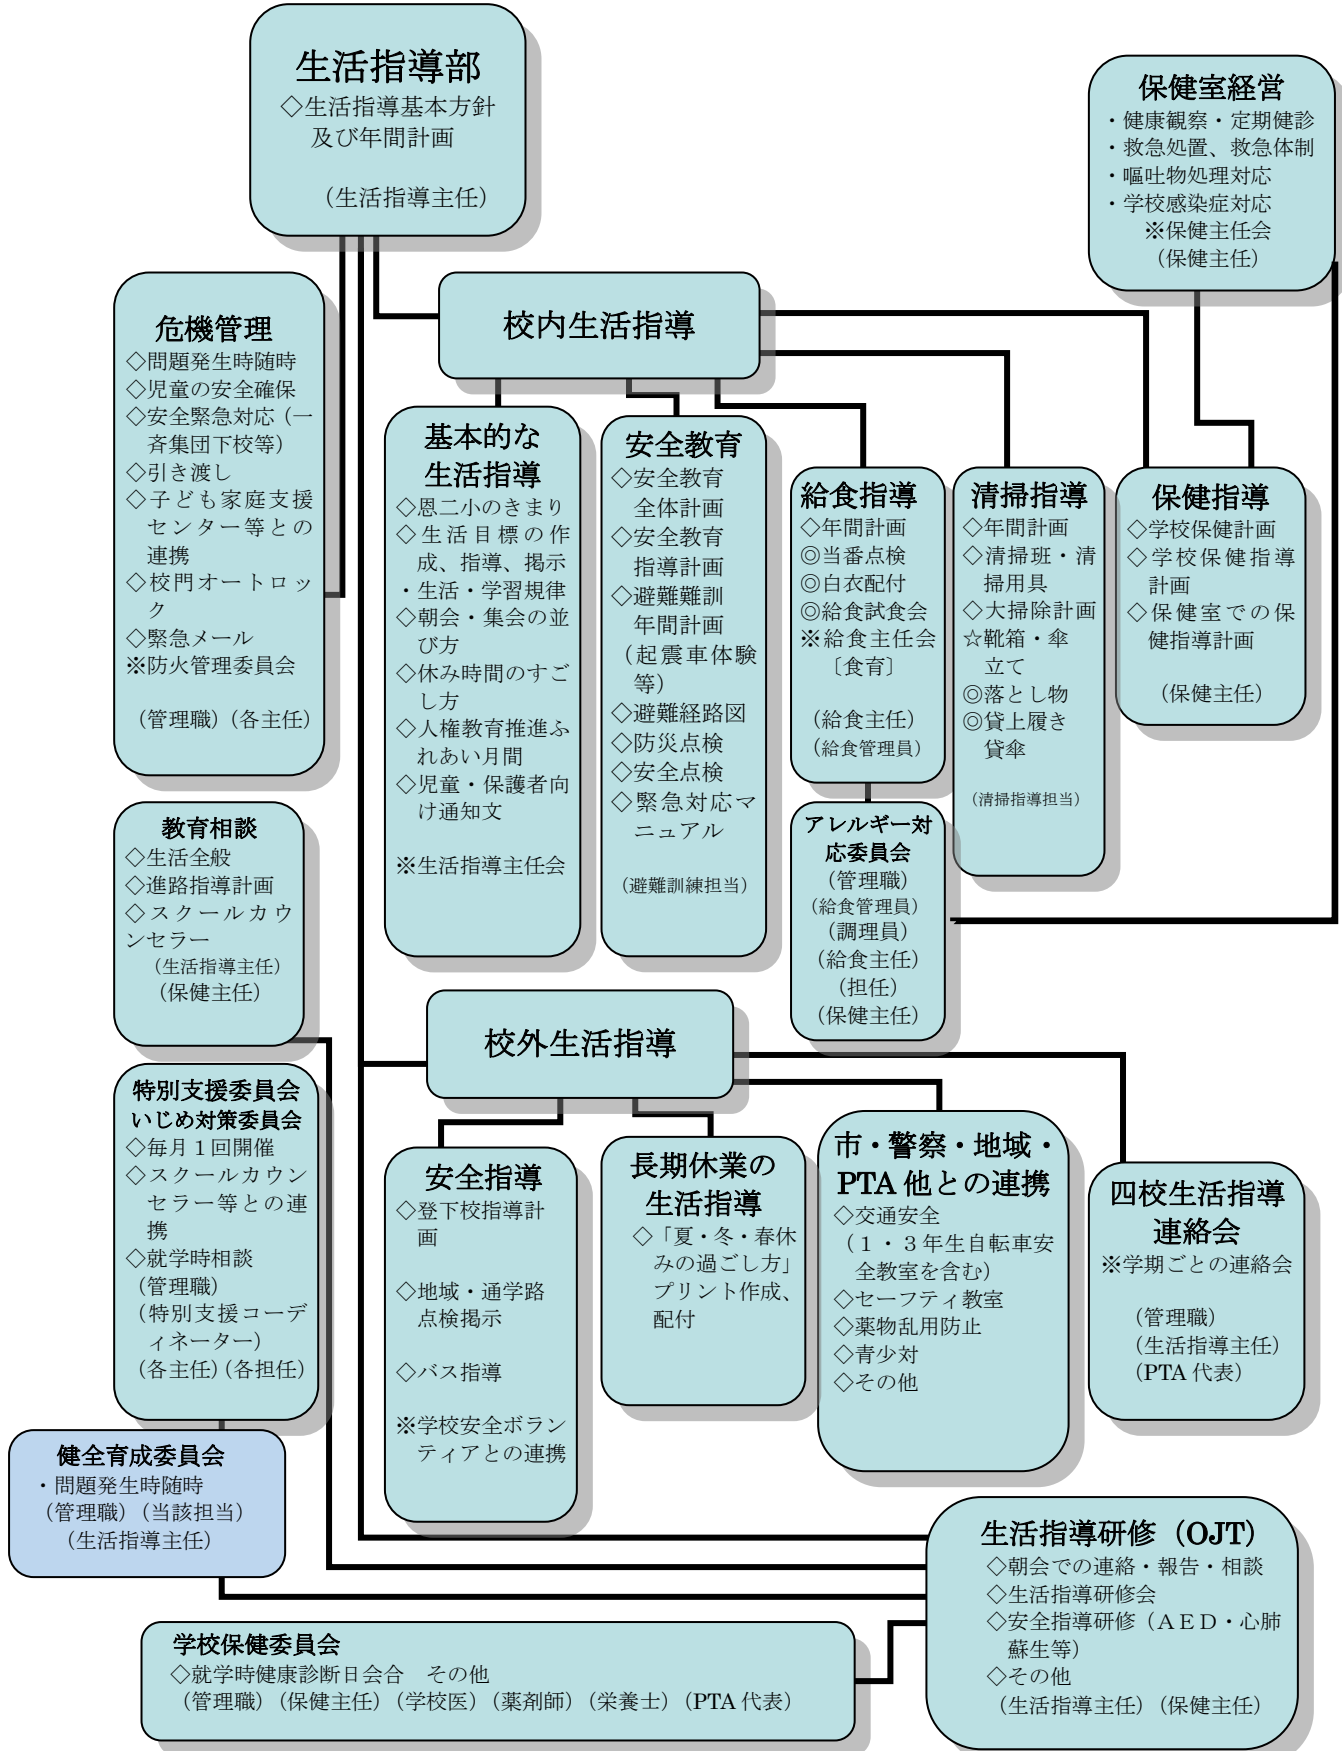 生活指導部
◇生活指導基本方針
及び年間計画
（生活指導主任）
保健室経営
・健康観察・定期健診
・救急処置、救急体制
・嘔吐物処理対応
・学校感染症対応
※保健主任会
（保健主任）
危機管理
◇問題発生時随時
◇児童の安全確保
◇安全緊急対応（一
斉集団下校等）
◇引き渡し
◇子ども家庭支援
センター等との
連携
◇校門オートロッ
ク
◇緊急メール
※防火管理委員会
（管理職）（各主任）
校内生活指導
基本的な
生活指導
◇恩二小のきまり
◇生活目標の作
成、指導、掲示
・生活・学習規律
◇朝会・集会の並
び方
◇休み時間のすご
し方
◇人権教育推進ふ
れあい月間
◇児童・保護者向
け通知文
※生活指導主任会
安全教育
◇安全教育
全体計画
◇安全教育
指導計画
◇避難難訓
年間計画
（起震車体験
等）
◇避難経路図
◇防災点検
◇安全点検
◇緊急対応マ
ニュアル
（避難訓練担当）
給食指導
◇年間計画
◎当番点検
◎白衣配付
◎給食試食会
※給食主任会
〔食育〕
（給食主任）
（給食管理員）
清掃指導
◇年間計画
◇清掃班・清
掃用具
◇大掃除計画
☆靴箱・傘
立て
◎落とし物
◎貸上履き
貸傘
（清掃指導担当）
保健指導
◇学校保健計画
◇学校保健指導
計画
◇保健室での保
健指導計画
（保健主任）
アレルギー対
応委員会
（管理職）
（給食管理員）
（調理員）
（給食主任）
（担任）
（保健主任）
教育相談
◇生活全般
◇進路指導計画
◇スクールカウ
ンセラー
（生活指導主任）
（保健主任）
校外生活指導
特別支援委員会
いじめ対策委員会
◇毎月１回開催
◇スクールカウン
セラー等との連
携
◇就学時相談
（管理職）
（特別支援コーデ
ィネーター）
（各主任）（各担任）
安全指導
◇登下校指導計
画
◇地域・通学路
点検掲示
◇バス指導
※学校安全ボラン
ティアとの連携
長期休業の
生活指導
◇「夏・冬・春休
みの過ごし方」
プリント作成、
配付
市・警察・地域・
PTA 他との連携
◇交通安全
（１・３年生自転車安
全教室を含む）
◇セーフティ教室
◇薬物乱用防止
◇青少対
◇その他
四校生活指導
連絡会
※学期ごとの連絡会
（管理職）
（生活指導主任）
（PTA 代表）
健全育成委員会
・問題発生時随時
（管理職）（当該担当）
（生活指導主任）
生活指導研修（OJT）
◇朝会での連絡・報告・相談
◇生活指導研修会
◇安全指導研修（ＡＥＤ・心肺
蘇生等）
◇その他
（生活指導主任）（保健主任）
学校保健委員会
◇就学時健康診断日会合　その他
（管理職）（保健主任）（学校医）（薬剤師）（栄養士）（PTA 代表）